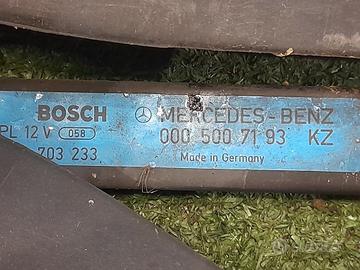 BOSCH MERCEDES-BENZ
PL 12 V 058 000 500 71 93 KZ
703 233 Made in Germany